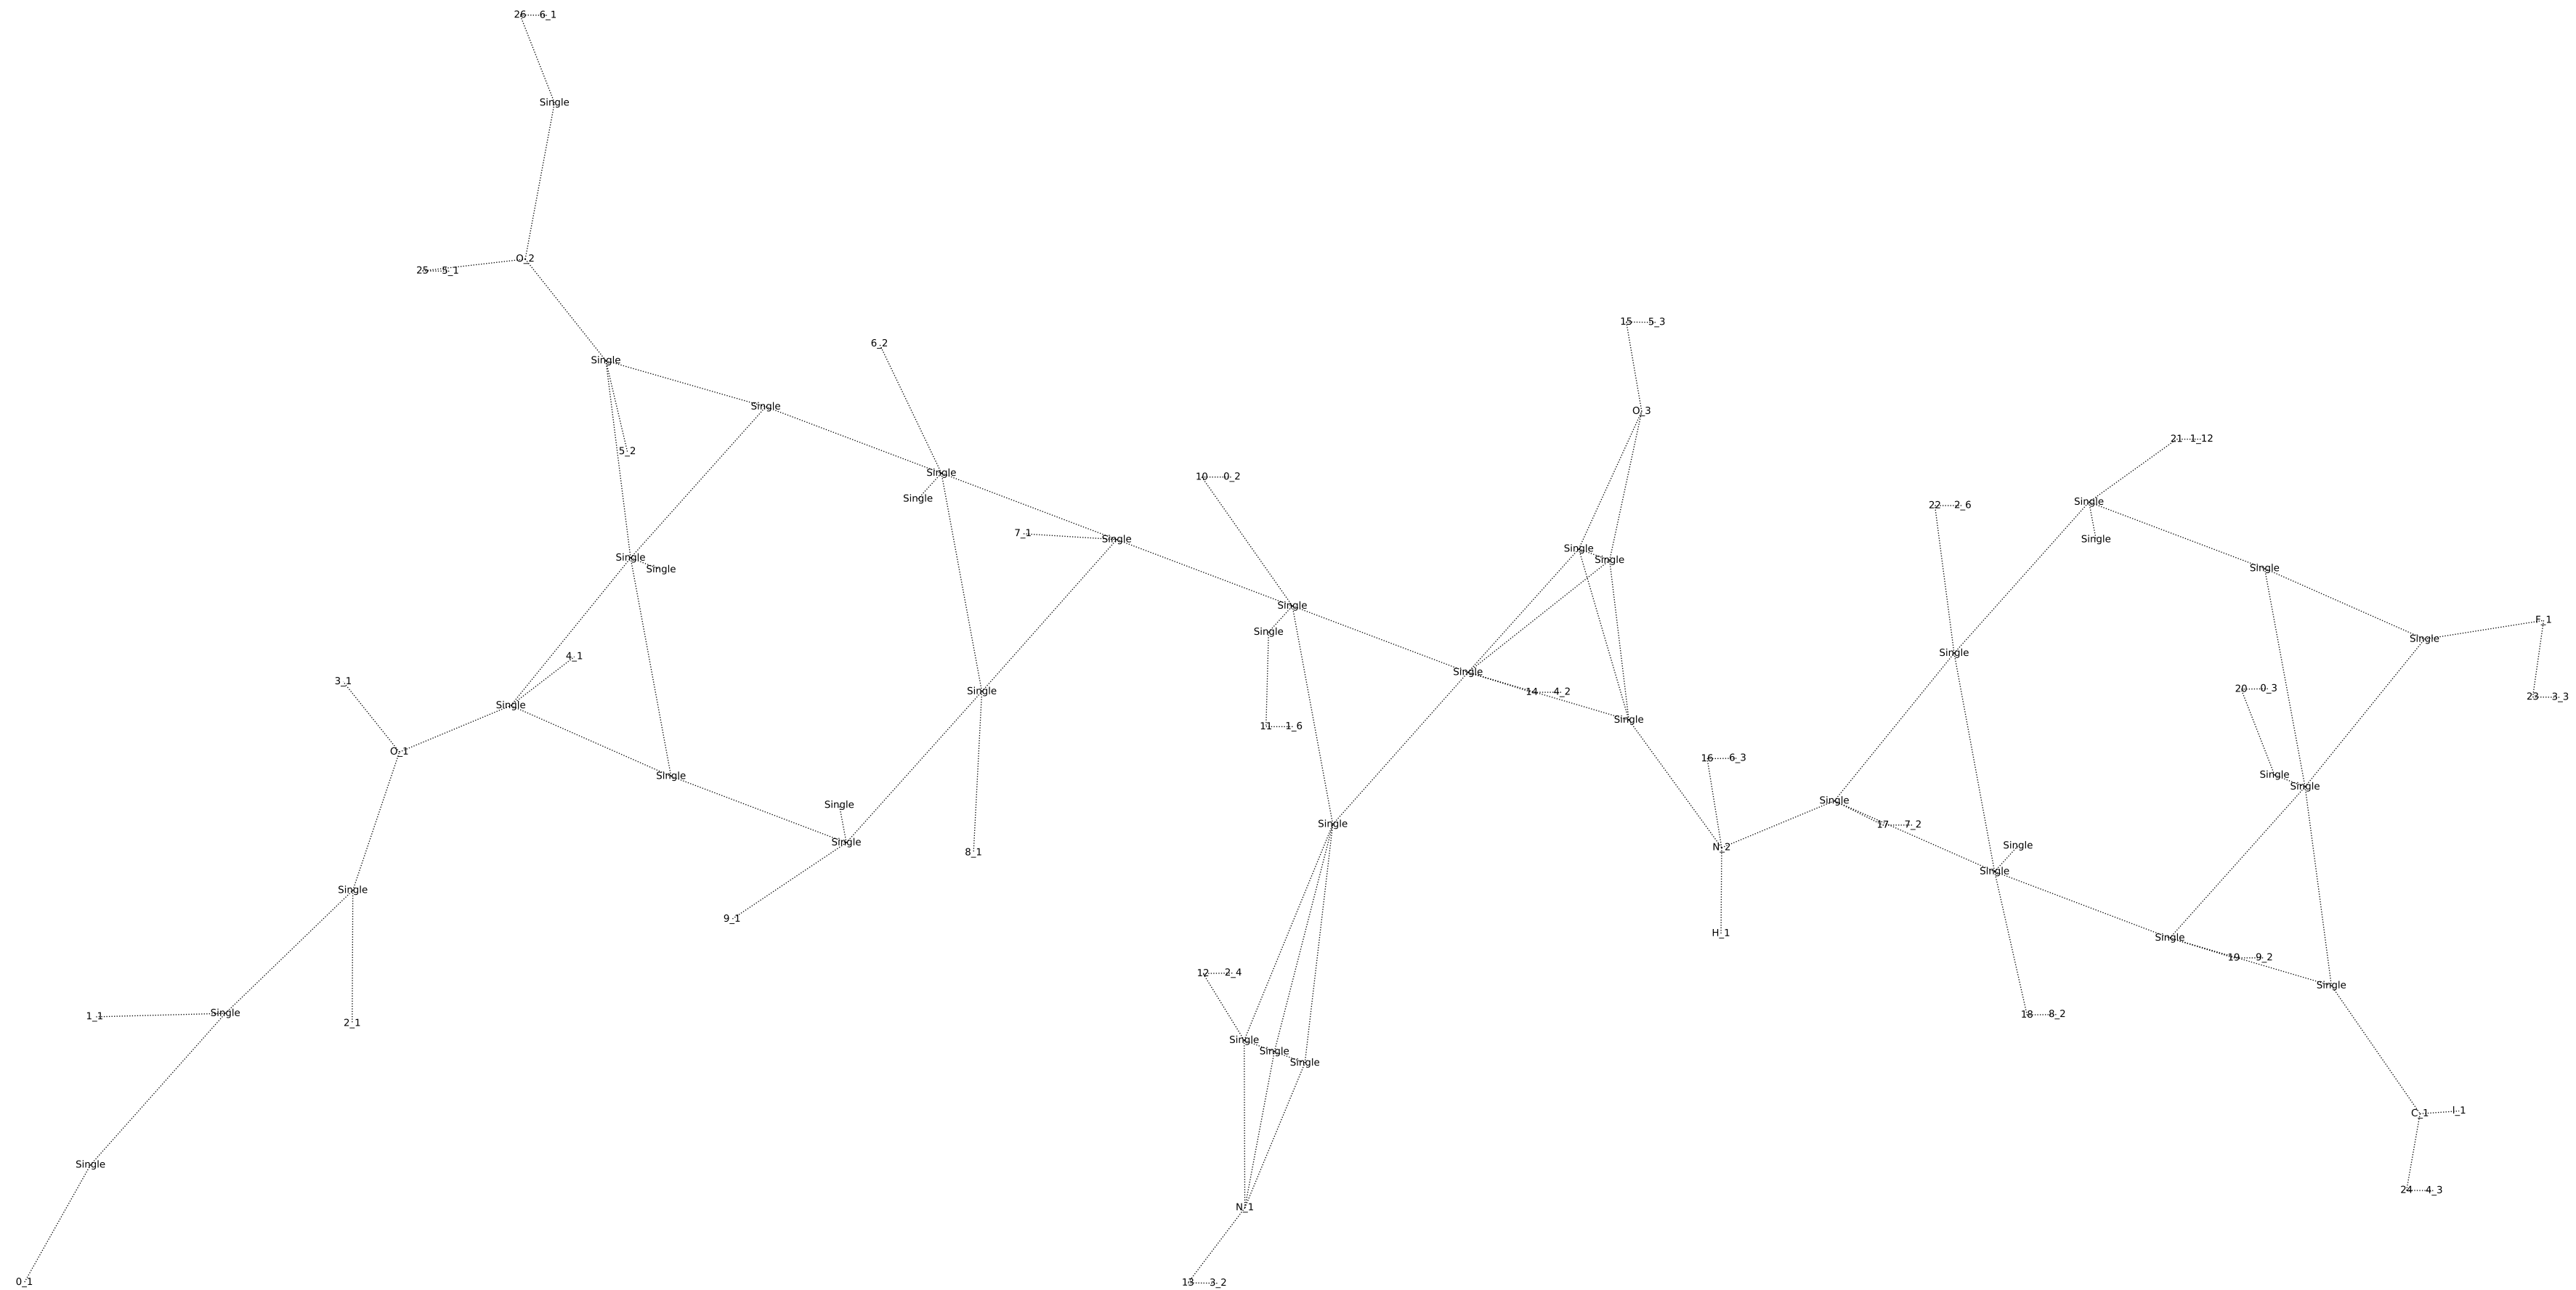 26 6_1
Single
O_2
25 5_1
15 5_3
6_2
Single
Single
O_3
21 1_12
5_2
Single
Single
10 0_2
22 2_6
Single
7_1
Single
Single
Single
Single
Single
Single
Single
Single
Single
Single
F_1
Single
4_1
Single
Single
3_1
Single
20 0_3
14 4_2
Single
23 3_3
Single
11 1_6
O_1
Single
16 6_3
Single
Single
Single
Single
Single
17 7_2
Single
Single
N_2
8_1
Single
Single
9_1
H_1
Single
19 9_2
12 2_4
Single
Single
1_1
18 8_2
2_1
Single
Single
Single
I_1
C_1
Single
24 4_3
N_1
0_1
13 3_2